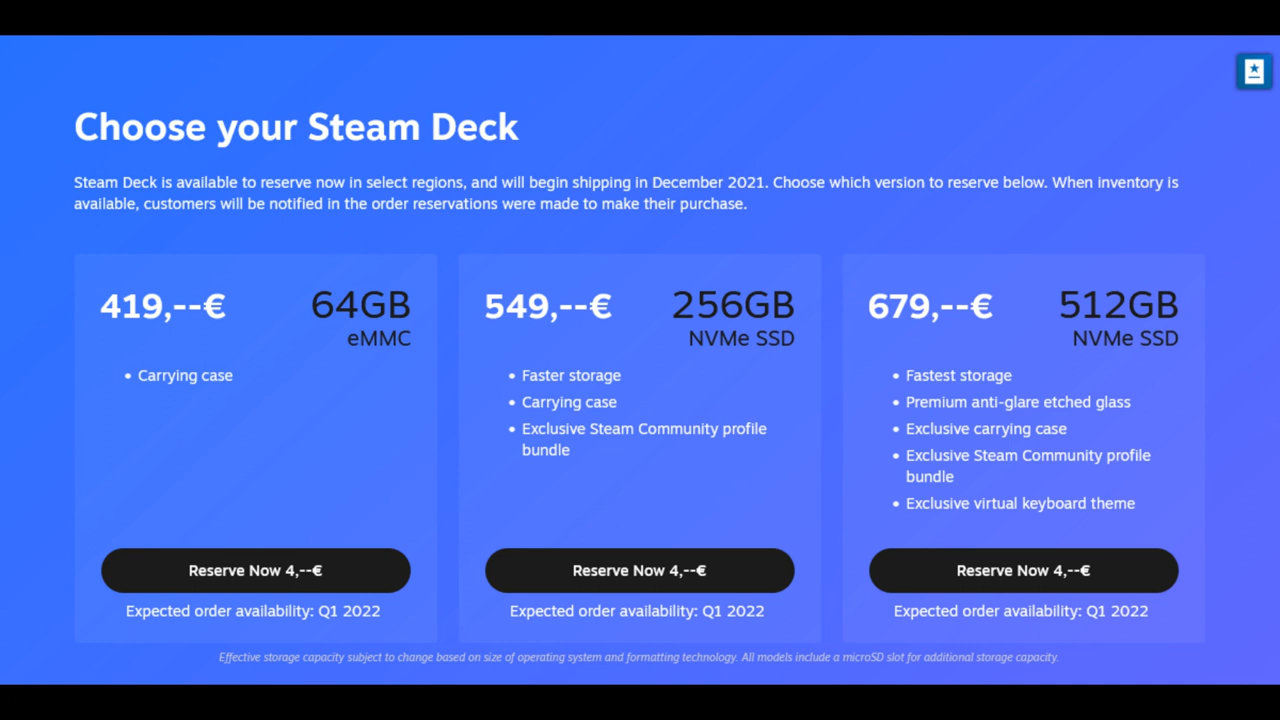 Choose your Steam Deck
Steam Deck is available to reserve now in select regions, and will begin shipping in December 2021. Choose which version to reserve below. When inventory is
available, customers will be notified in the order reservations were made to make their purchase.
419,--€
64GB
eMMC
• Carrying case
Reserve Now 4,--€
Expected order availability: Q1 2022
549,--€
256GB
NVMe SSD
• Faster storage
• Carrying case
• Exclusive Steam Community profile
bundle
Reserve Now 4,--€
Expected order availability: Q1 2022
679,--€
512GB
NVMe SSD
• Fastest storage
• Premium anti-glare etched glass
• Exclusive carrying case
• Exclusive Steam Community profile
bundle
• Exclusive virtual keyboard theme
Reserve Now 4,--€
Expected order availability: Q1 2022
Effective storage capacity subject to change based on size of operating system and formatting technology. All models include a microSD slot for additional storage capacity.